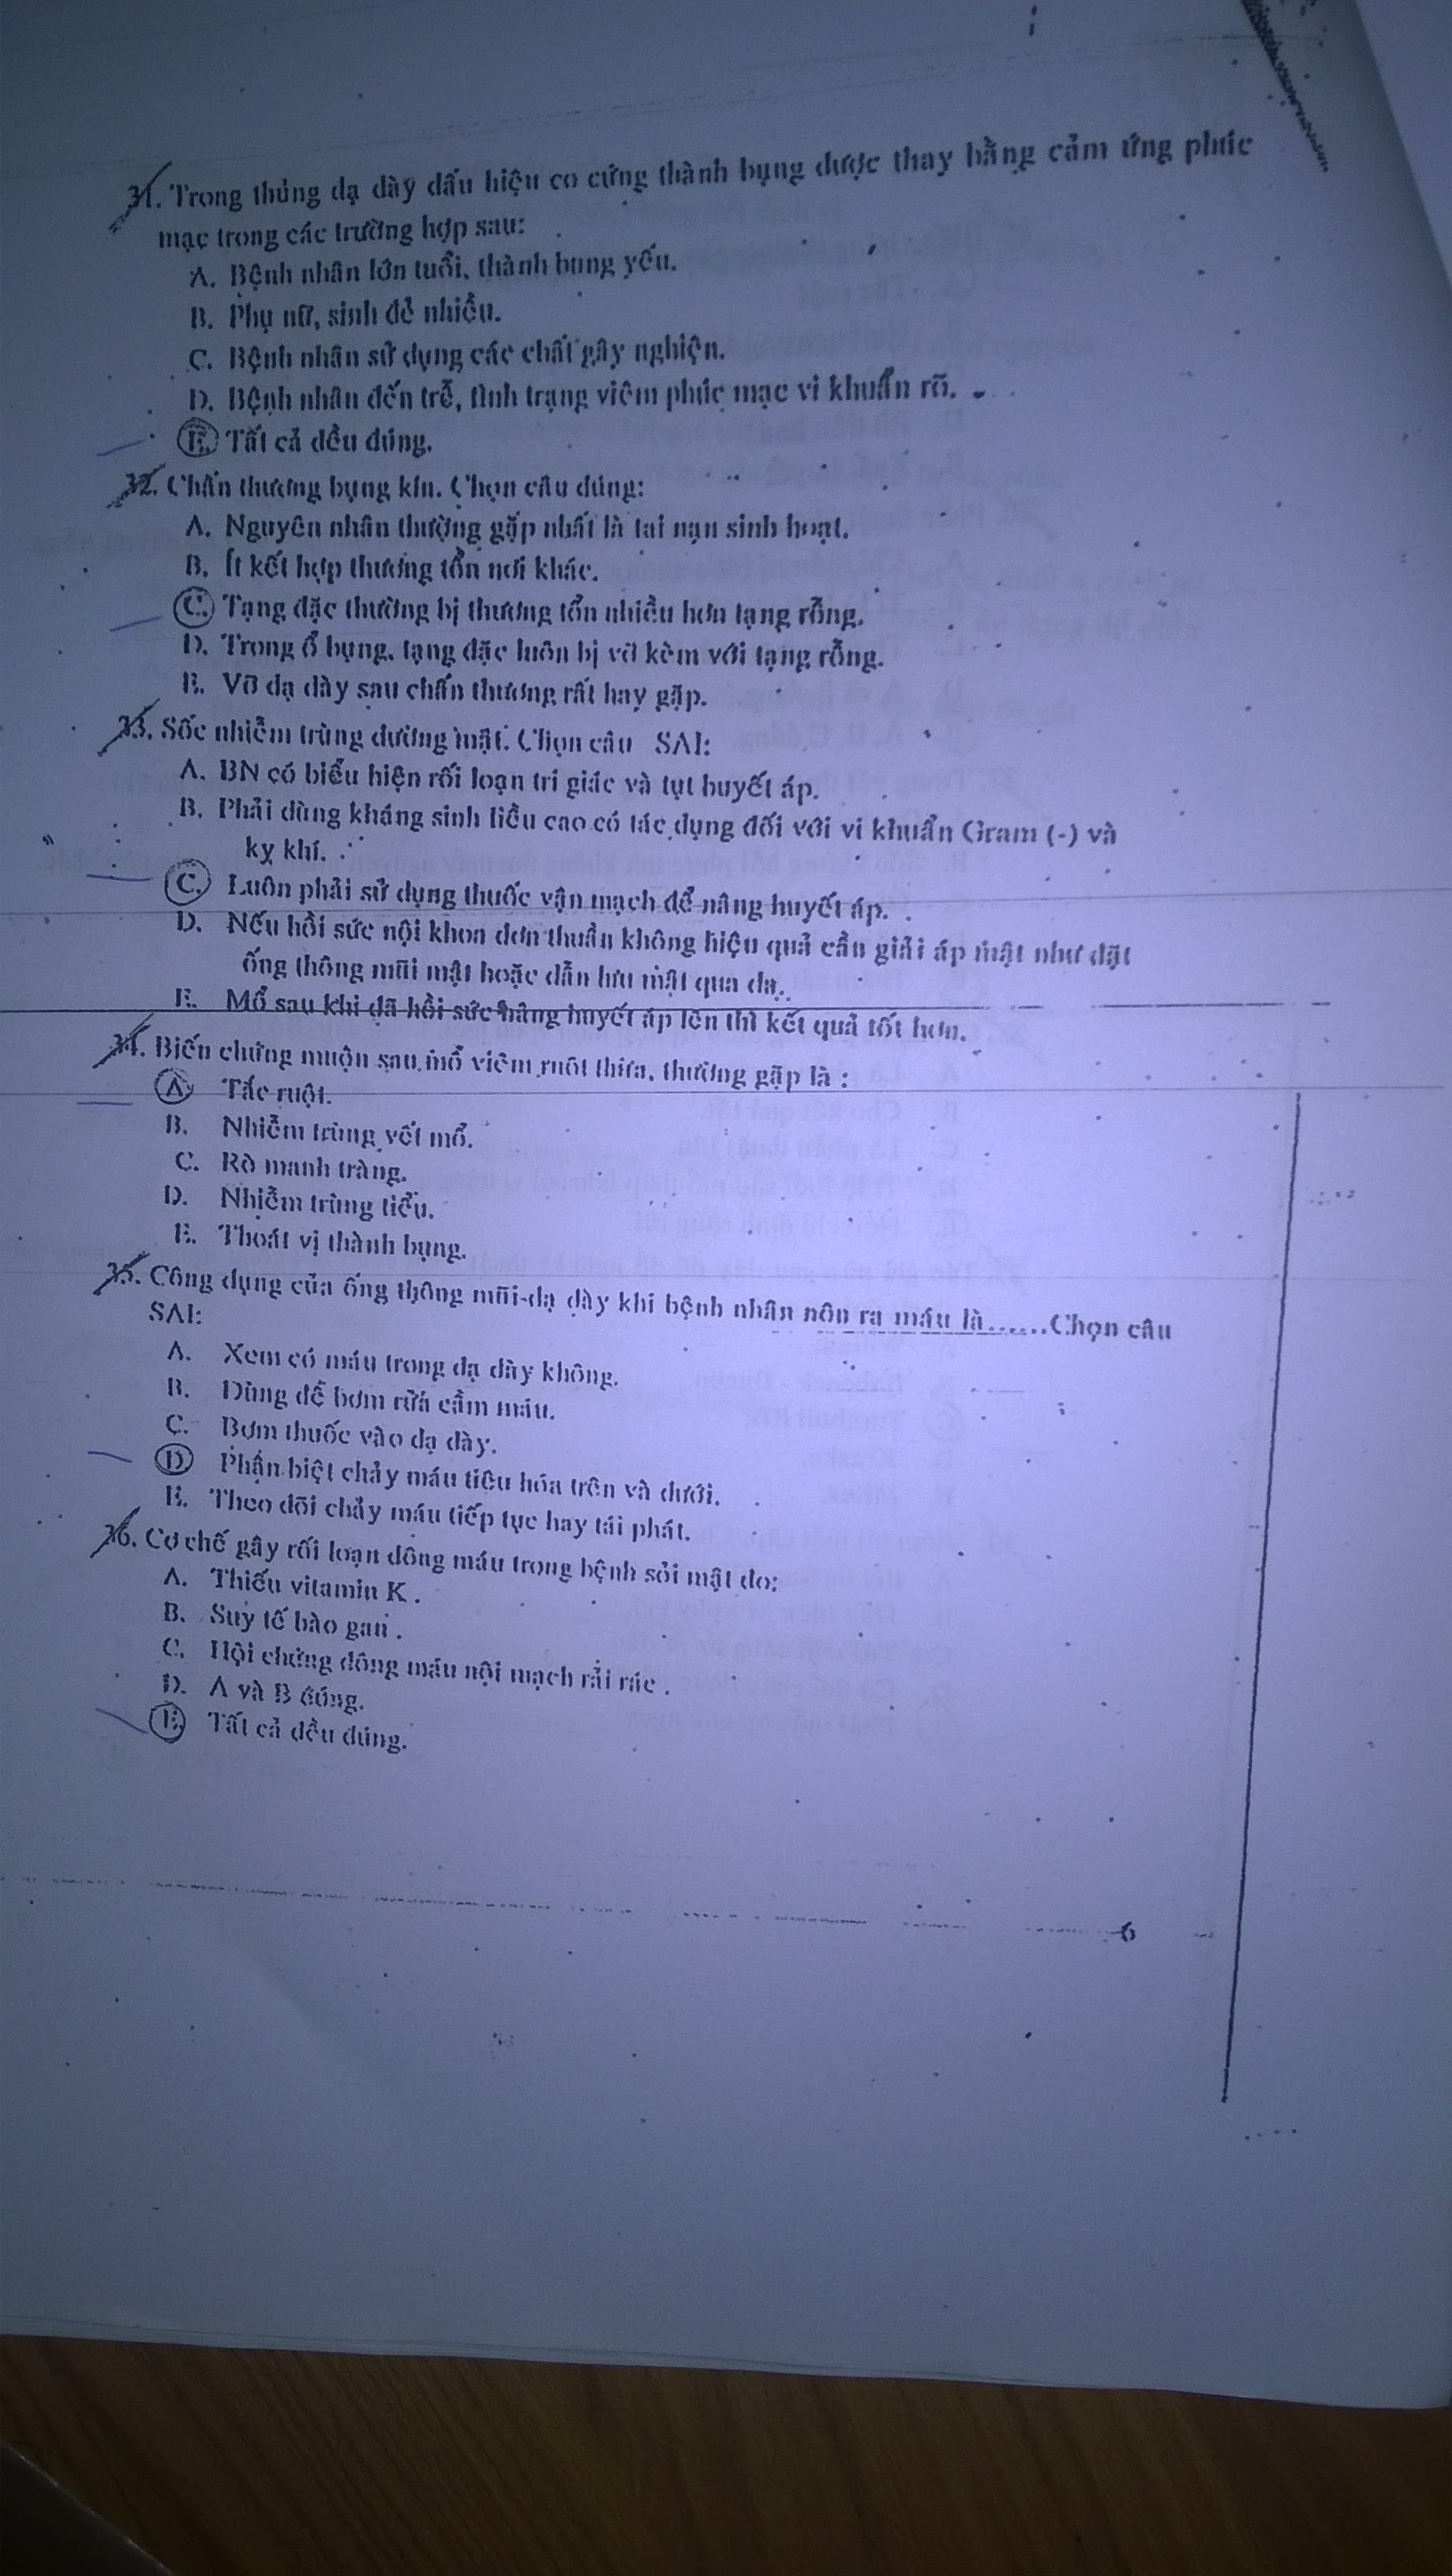 31. Trong thủng dạ dày dấu hiệu co cứng thành bụng được thay bằng cảm ứng phúc
mạc trong các trường hợp sau:
A. Bệnh nhân lớn tuổi, thành bụng yếu.
B. Phụ nữ, sinh đẻ nhiều.
C. Bệnh nhân sử dụng các chất gây nghiện.
D. Bệnh nhân đến trễ, tình trạng viêm phúc mạc vi khuẩn rõ.
E. Tất cả đều đúng.
32. Chấn thương bụng kín. Chọn câu đúng:
A. Nguyên nhân thường gặp nhất là tai nạn sinh hoạt.
B. Ít kết hợp thương tổn nơi khác.
C. Tạng đặc thường bị thương tổn nhiều hơn tạng rỗng.
D. Trong ổ bụng, tạng đặc luôn bị vỡ kèm với tạng rỗng.
E. Vỡ dạ dày sau chấn thương rất hay gặp.
33. Sốc nhiễm trùng đường mật. Chọn câu SAI:
A. BN có biểu hiện rối loạn tri giác và tụt huyết áp.
B. Phải dùng kháng sinh liều cao có tác dụng đối với vi khuẩn Gram (-) và
kỵ khí.
C. Luôn phải sử dụng thuốc vận mạch để nâng huyết áp.
D. Nếu hồi sức nội khoa đơn thuần không hiệu quả cần giải áp mật như đặt
ống thông mũi mật hoặc dẫn lưu mật qua da.
E. Mổ sau khi đã hồi sức nâng huyết áp lên thì kết quả tốt hơn.
34. Biến chứng muộn sau mổ viêm ruột thừa, thường gặp là :
A. Tắc ruột.
B. Nhiễm trùng vết mổ.
C. Rò manh tràng.
D. Nhiễm trùng tiểu.
E. Thoát vị thành bụng.
35. Công dụng của ống thông mũi-dạ dày khi bệnh nhân nôn ra máu là......Chọn câu
SAI:
A. Xem có máu trong dạ dày không.
B. Dùng để bơm rửa cầm máu.
C. Bơm thuốc vào dạ dày.
D. Phân biệt chảy máu tiêu hóa trên và dưới.
E. Theo dõi chảy máu tiếp tục hay tái phát.
36. Cơ chế gây rối loạn đông máu trong bệnh sỏi mật do:
A. Thiếu vitamin K .
B. Suy tế bào gan .
C. Hội chứng đông máu nội mạch rải rác .
D. A và B đúng.
E. Tất cả đều đúng.
6